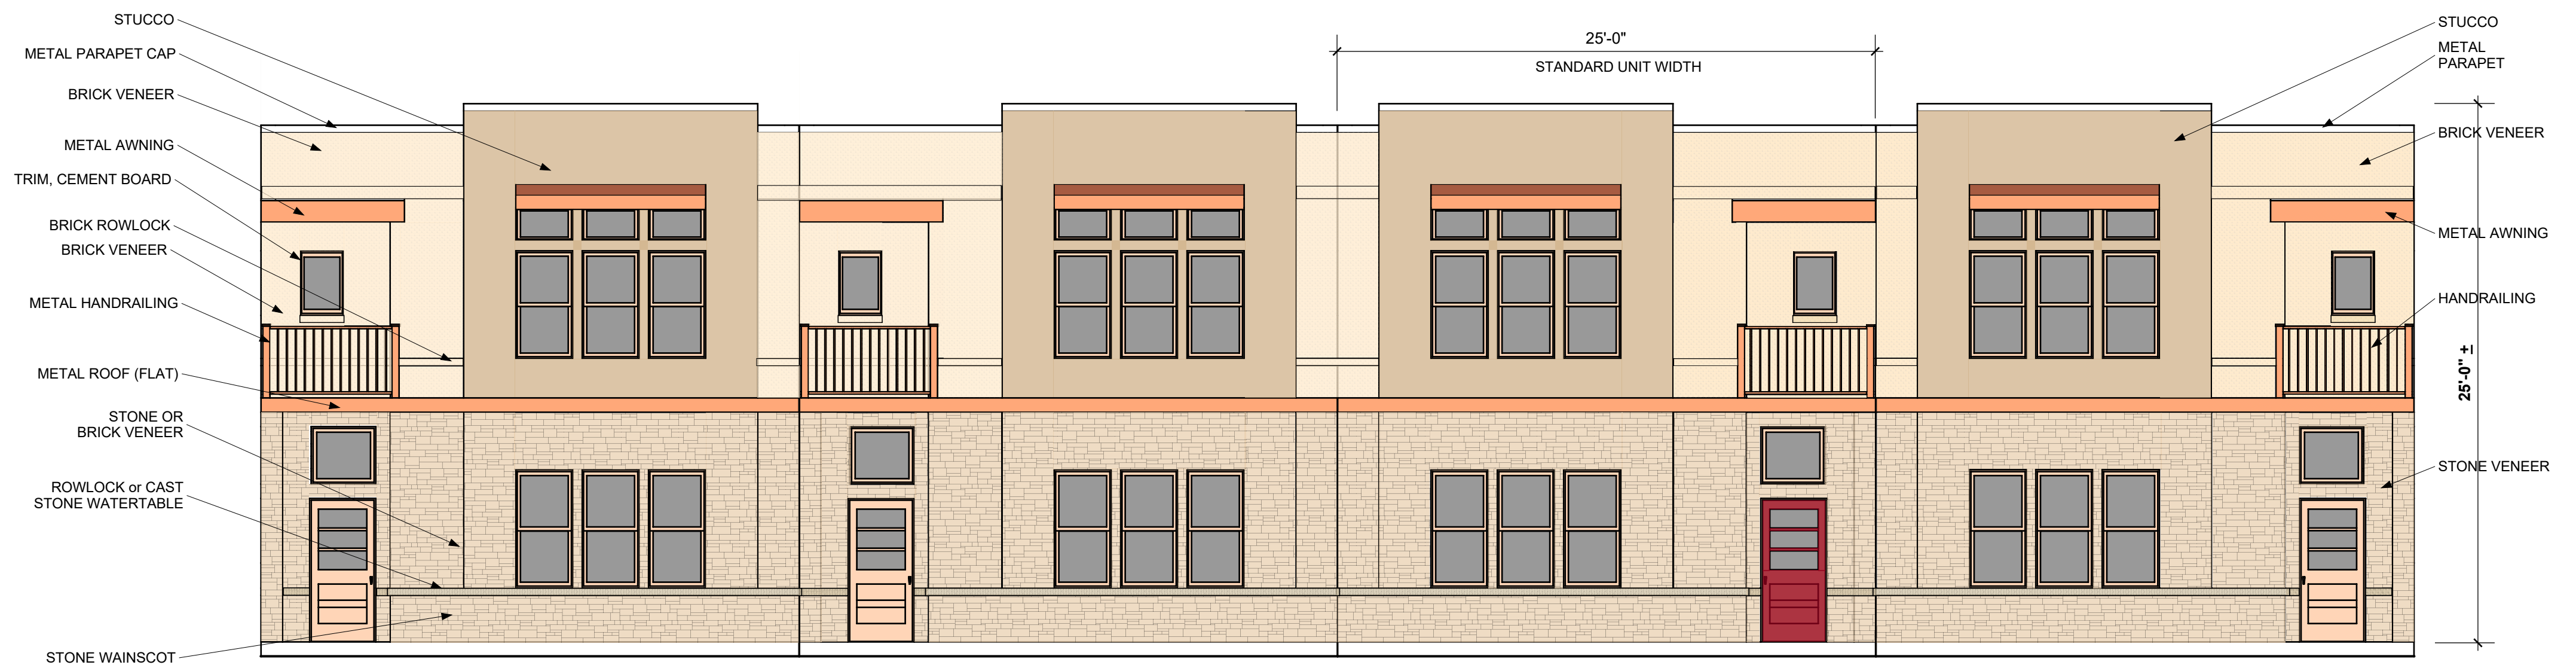 STUCCO
METAL PARAPET CAP
BRICK VENEER
METAL AWNING
TRIM, CEMENT BOARD
BRICK ROWLOCK
BRICK VENEER
METAL HANDRAILING
METAL ROOF (FLAT)
STONE OR
BRICK VENEER
ROWLOCK or CAST
STONE WATERTABLE
STONE WAINSCOT
25'-0"
STANDARD UNIT WIDTH
STUCCO
METAL
PARAPET
BRICK VENEER
METAL AWNING
HANDRAILING
25'-0" ±
STONE VENEER